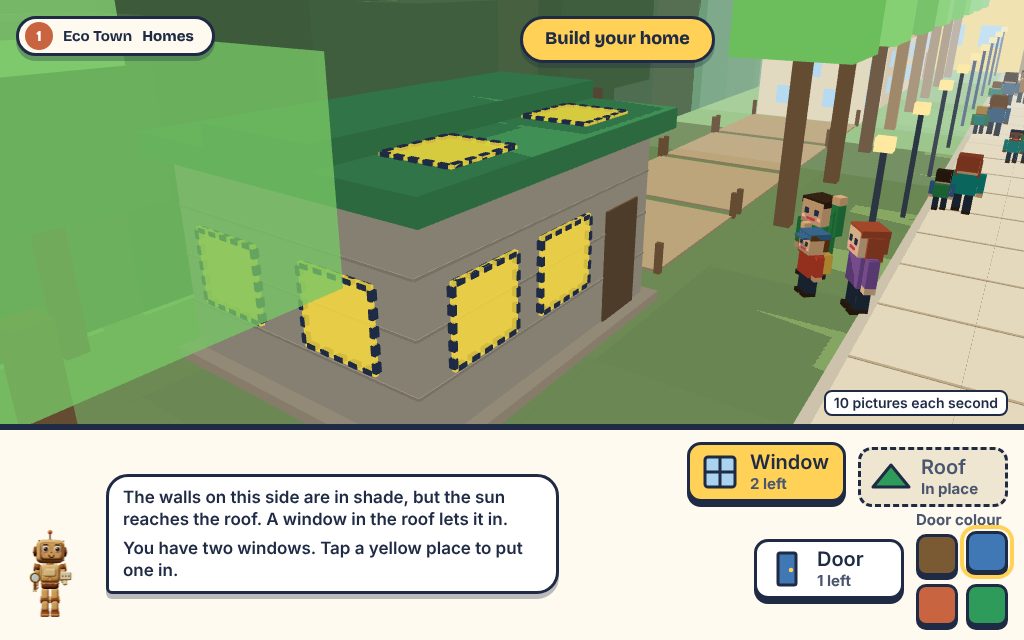 1 Eco Town Homes
Build your home
10 pictures each second
The walls on this side are in shade, but the sun
reaches the roof. A window in the roof lets it in.
You have two windows. Tap a yellow place to put
one in.
Window
2 left
Roof
In place
Door colour
Door
1 left